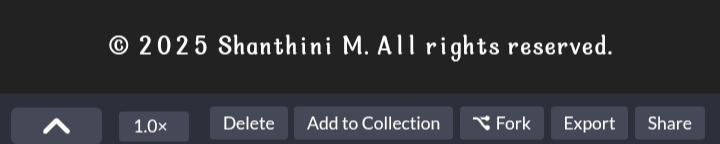 © 2025 Shanthini M. All rights reserved.
1.0× Delete Add to Collection Fork Export Share